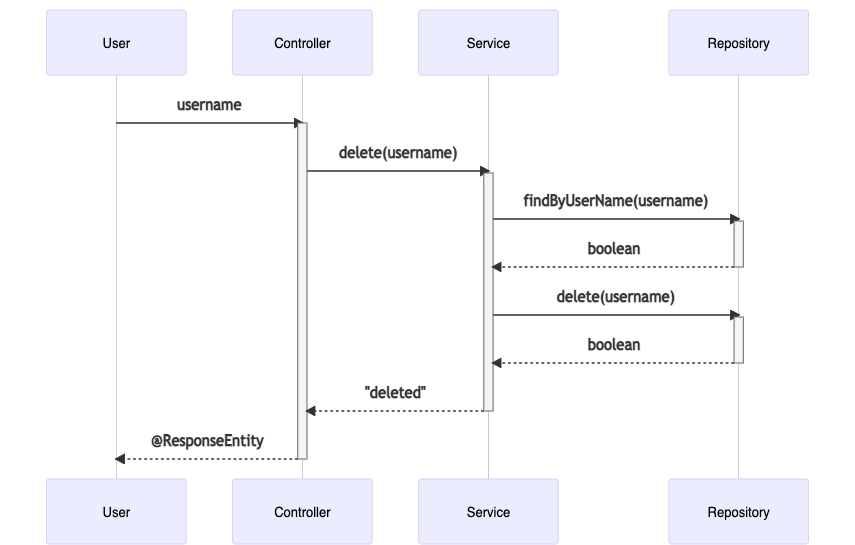 User
Controller
Service
Repository
username
delete(username)
findByUserName(username)
boolean
delete(username)
boolean
"deleted"
@ResponseEntity
User
Controller
Service
Repository